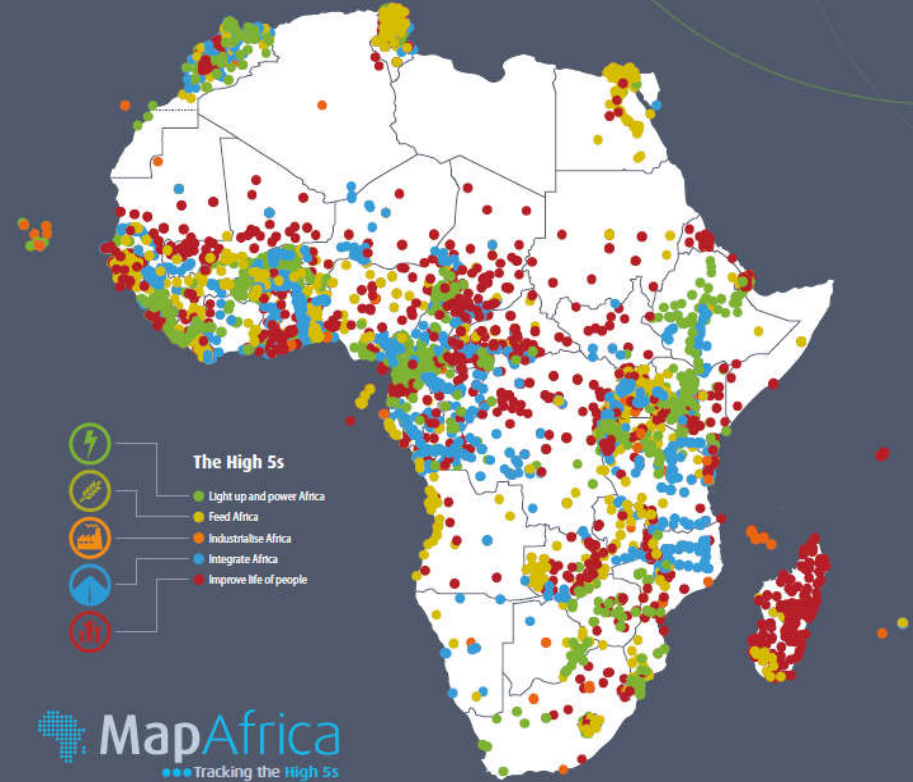 The High 5s
Light up and power Africa
Feed Africa
Industrialise Africa
Integrate Africa
Improve life of people
MapAfrica
Tracking the High 5s